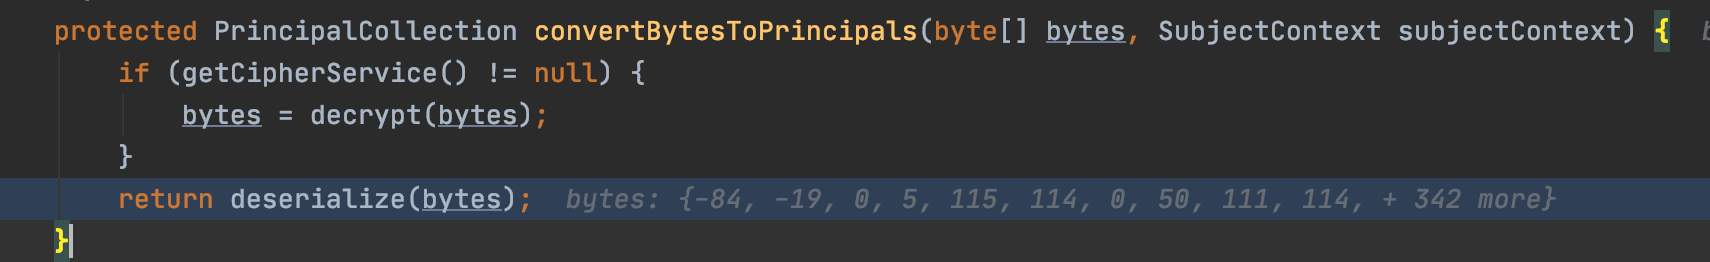 protected PrincipalCollection convertBytesToPrincipals(byte[] bytes, SubjectContext subjectContext) {
if (getCipherService() != null) {
bytes = decrypt(bytes);
}
return deserialize(bytes); bytes: {-84, -19, 0, 5, 115, 114, 0, 50, 111, 114, + 342 more}
}